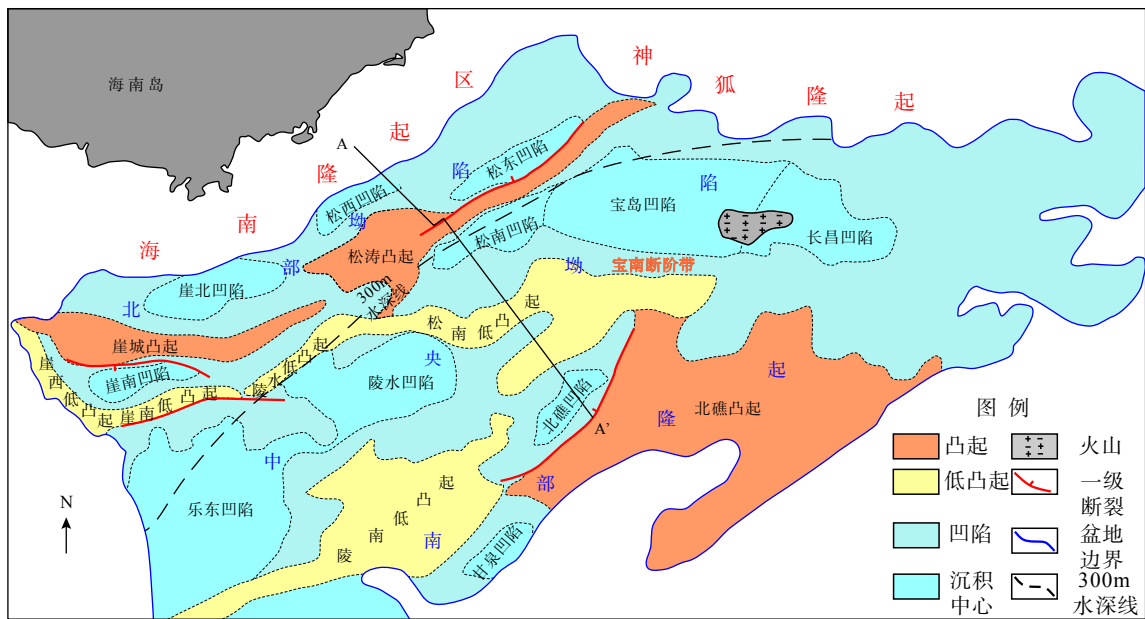 海南岛
神狐隆起
海南隆起区
A
松东凹陷
松西凹陷
北部坳陷
宝岛凹陷
长昌凹陷
松南凹陷
松涛凸起
宝南断阶带
300m
水深线
崖北凹陷
松南低凸起
崖城凸起
崖南凹陷
崖西低凸起
崖南低凸起
陵水低凸起
陵水凹陷
中央坳陷
北礁凹陷
A'
北礁凸起
南部隆起
乐东凹陷
陵南低凸起
甘泉凹陷
N
图 例
凸起
火山
低凸起
一级
断裂
凹陷
盆地
边界
沉积
中心
300m
水深线